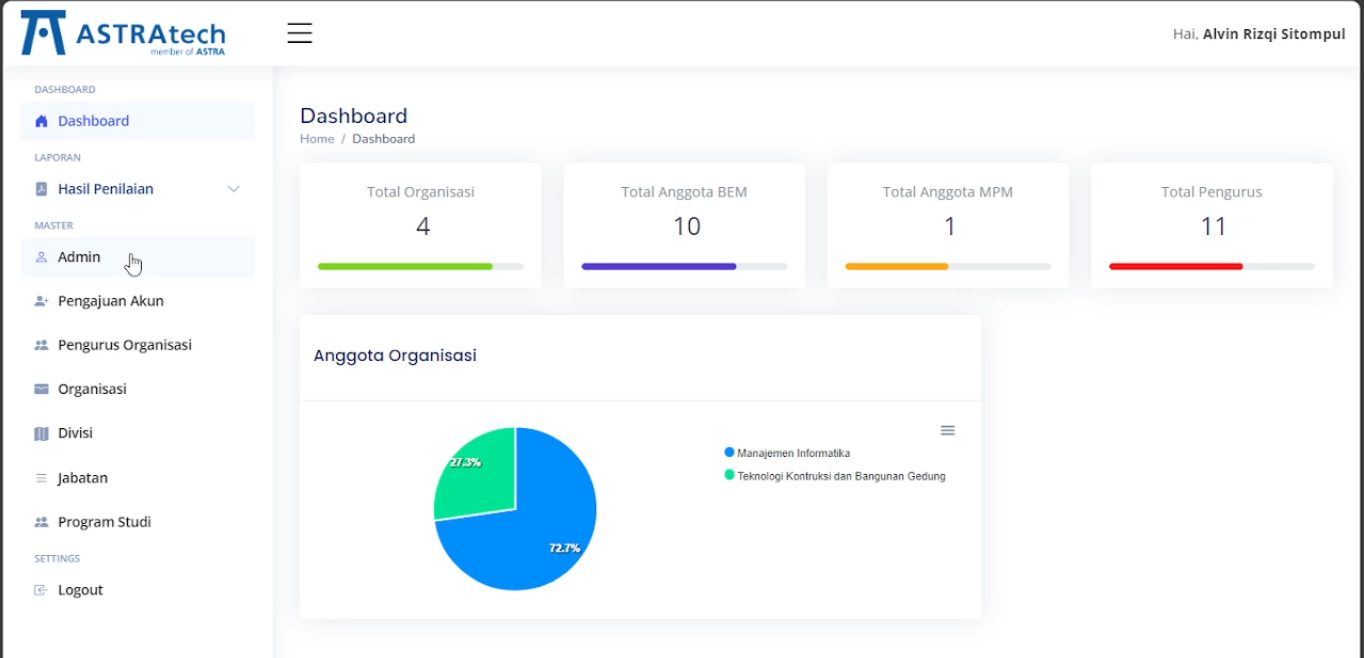 ASTRAtech
member of ASTRA
Hai, Alvin Rizqi Sitompul
DASHBOARD
Dashboard
LAPORAN
Hasil Penilaian
MASTER
Admin
Pengajuan Akun
Pengurus Organisasi
Organisasi
Divisi
Jabatan
Program Studi
SETTINGS
Logout
Dashboard
Home / Dashboard
Total Organisasi
4
Total Anggota BEM
10
Total Anggota MPM
1
Total Pengurus
11
Anggota Organisasi
27.3%
72.7%
Manajemen Informatika
Teknologi Kontruksi dan Bangunan Gedung